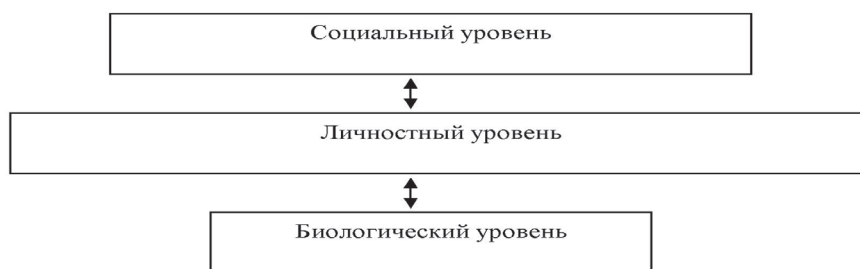 Социальный уровень
Личностный уровень
Биологический уровень